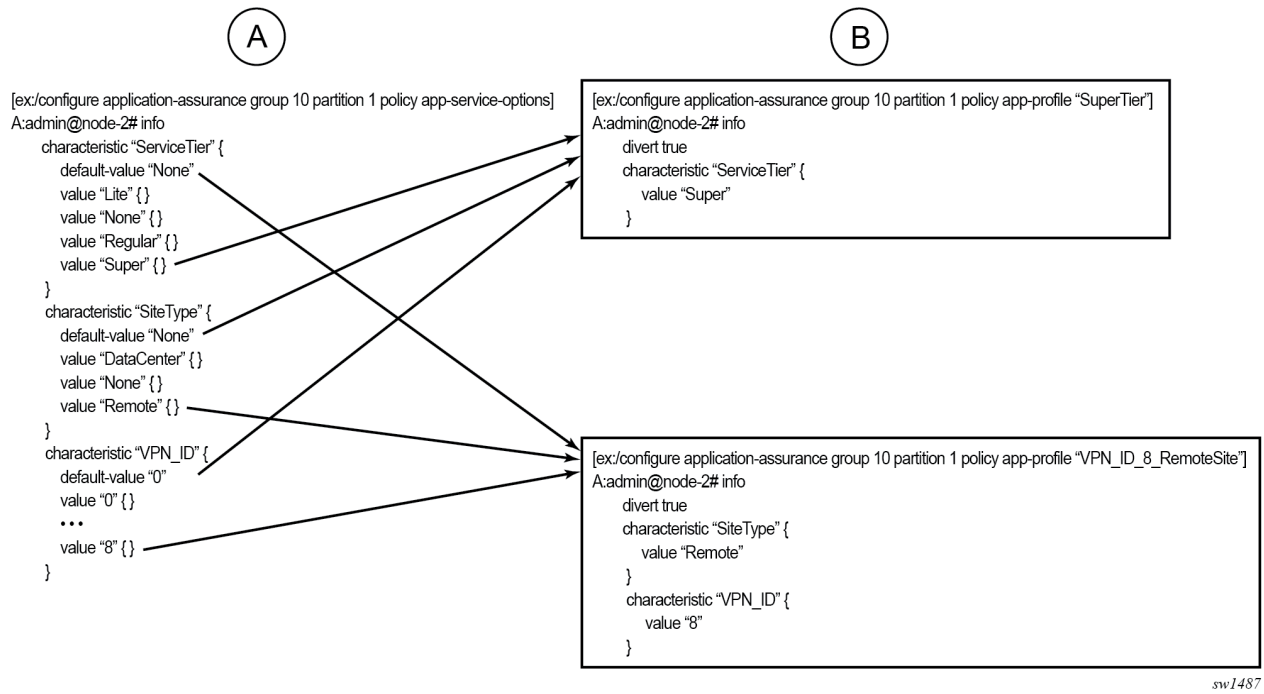 A
B
[ex:/configure application-assurance group 10 partition 1 policy app-service-options]
A:admin@node-2# info
characteristic “ServiceTier” {
default-value “None”
value “Lite” { }
value “None” { }
value “Regular” { }
value “Super” { }
}
characteristic “SiteType” {
default-value “None”
value “DataCenter” { }
value “None” { }
value “Remote” { }
}
characteristic “VPN_ID” {
default-value “0”
value “0” { }
•••
value “8” { }
}
[ex:/configure application-assurance group 10 partition 1 policy app-profile “SuperTier”]
A:admin@node-2# info
divert true
characteristic “ServiceTier” {
value “Super”
}
[ex:/configure application-assurance group 10 partition 1 policy app-profile “VPN_ID_8_RemoteSite”]
A:admin@node-2# info
divert true
characteristic “SiteType” {
value “Remote”
}
characteristic “VPN_ID” {
value “8”
}
sw1487